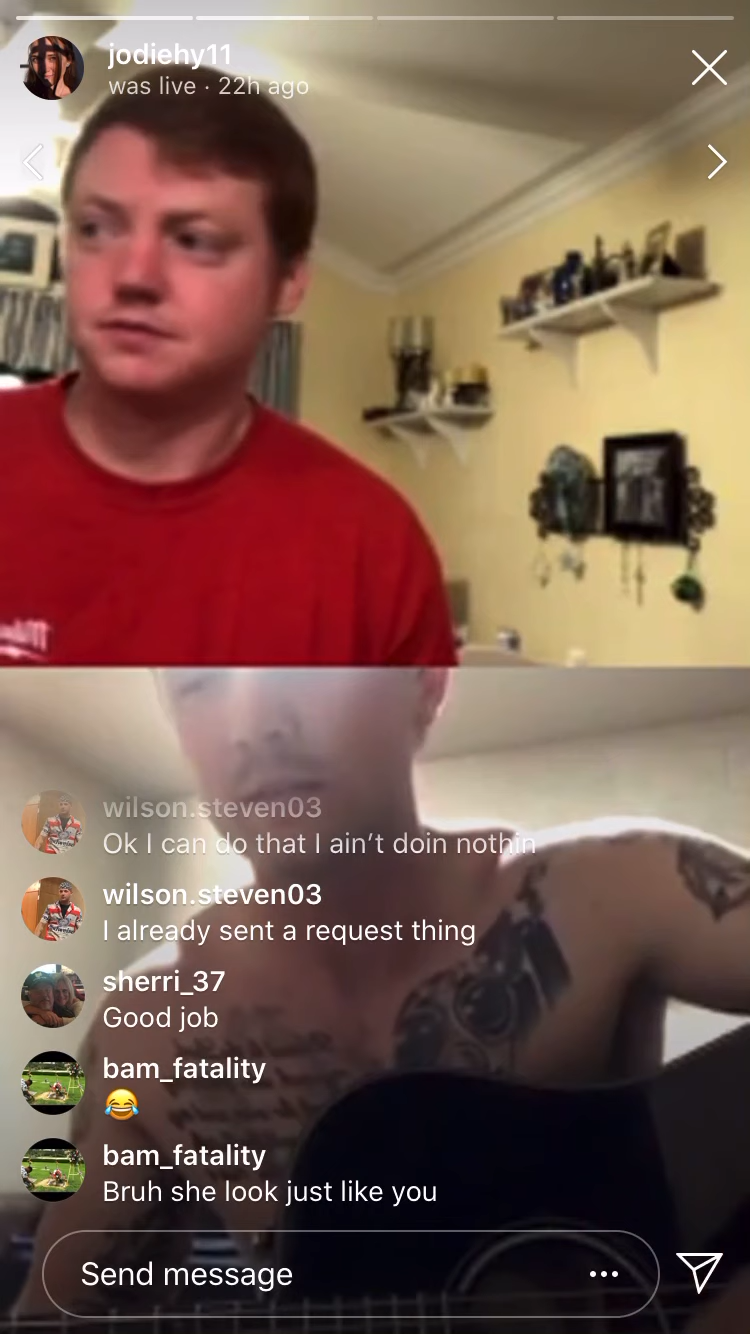 jodiehy11
was live · 22h ago
wilson.steven03
Ok I can do that I ain’t doin nothin
wilson.steven03
I already sent a request thing
sherri_37
Good job
bam_fatality
😂
bam_fatality
Bruh she look just like you
Send message